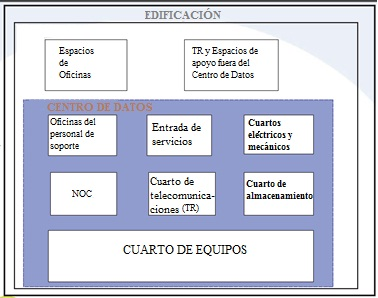 EDIFICACIÓN
Espacios
de
Oficinas
TR y Espacios de
apoyo fuera del
Centro de Datos
CENTRO DE DATOS
Oficinas del
personal de
soporte
Entrada de
servicios
Cuartos
eléctricos y
mecánicos
NOC
Cuarto de
telecomunica-
ciones (TR)
Cuarto de
almacenamiento
CUARTO DE EQUIPOS